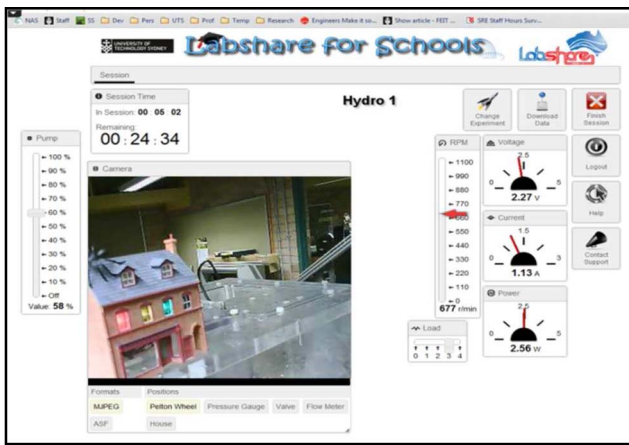 NAS Staff SS Dev Pers UTS Prof Temp Research Engineers Make it so... Show article - FEIT ... SRE Staff Hours Surv...
UNIVERSITY OF
TECHNOLOGY SYDNEY
Labshare for Schools
Labshare
Session
Session Time
In Session: 00 : 05 : 02
Remaining:
00 : 24 : 34
Hydro 1
Change
Experiment
Download
Data
Finish
Session
Logout
Help
Contact
Support
Pump
100 %
90 %
80 %
70 %
60 %
50 %
40 %
30 %
20 %
10 %
Off
Value: 58 %
Camera
RPM
1100
990
880
770
660
550
440
330
220
110
0
677 r/min
Voltage
2.5
0 5
2.27 V
Current
1.5
0 3
1.13 A
Power
2.5
0 5
2.56 W
Load
0 1 2 3 4
Formats
MJPEG
ASF
Positions
Pelton Wheel Pressure Gauge Valve Flow Meter
House